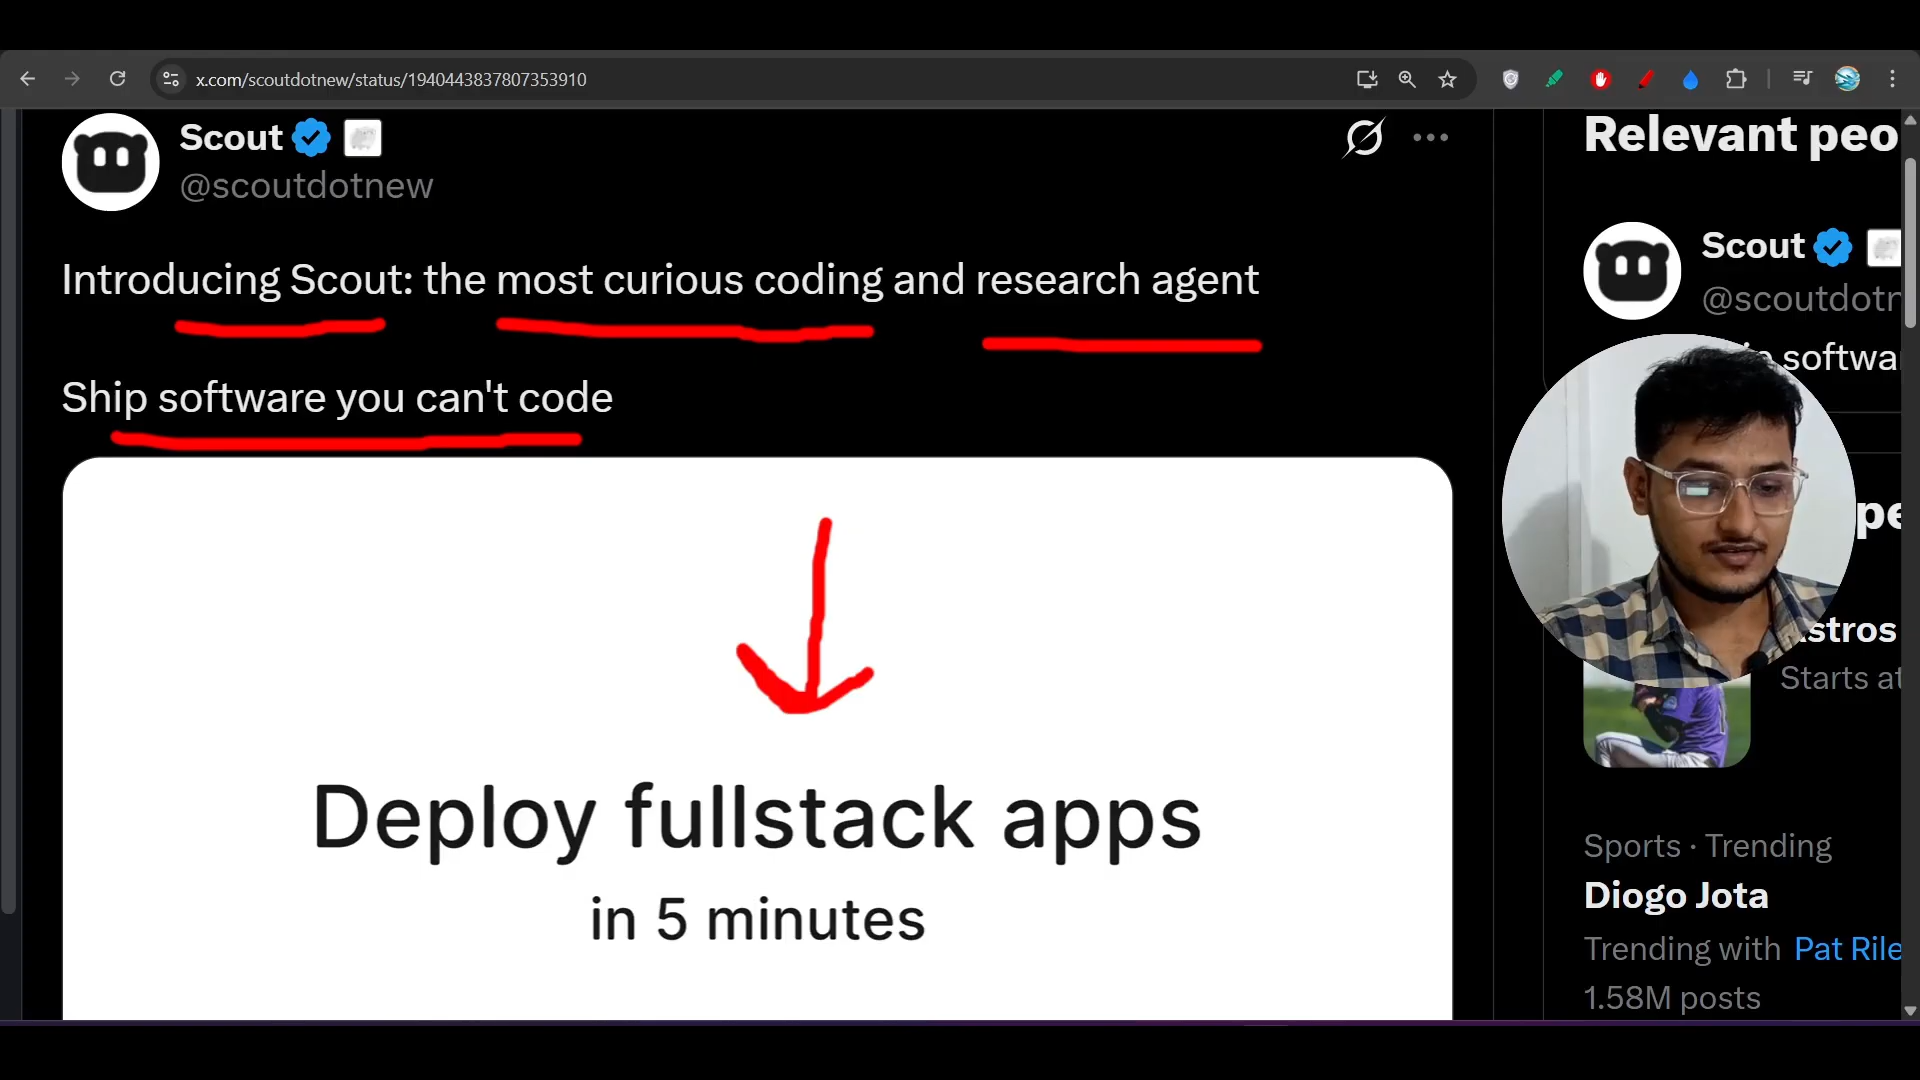 x.com/scoutdotnew/status/1940443837807353910
Scout
@scoutdotnew
Introducing Scout: the most curious coding and research agent
Ship software you can't code
Deploy fullstack apps
in 5 minutes
Relevant peo
Scout
@scoutdotn
softwar
pe
Astros
Starts at
Sports · Trending
Diogo Jota
Trending with Pat Rile
1.58M posts